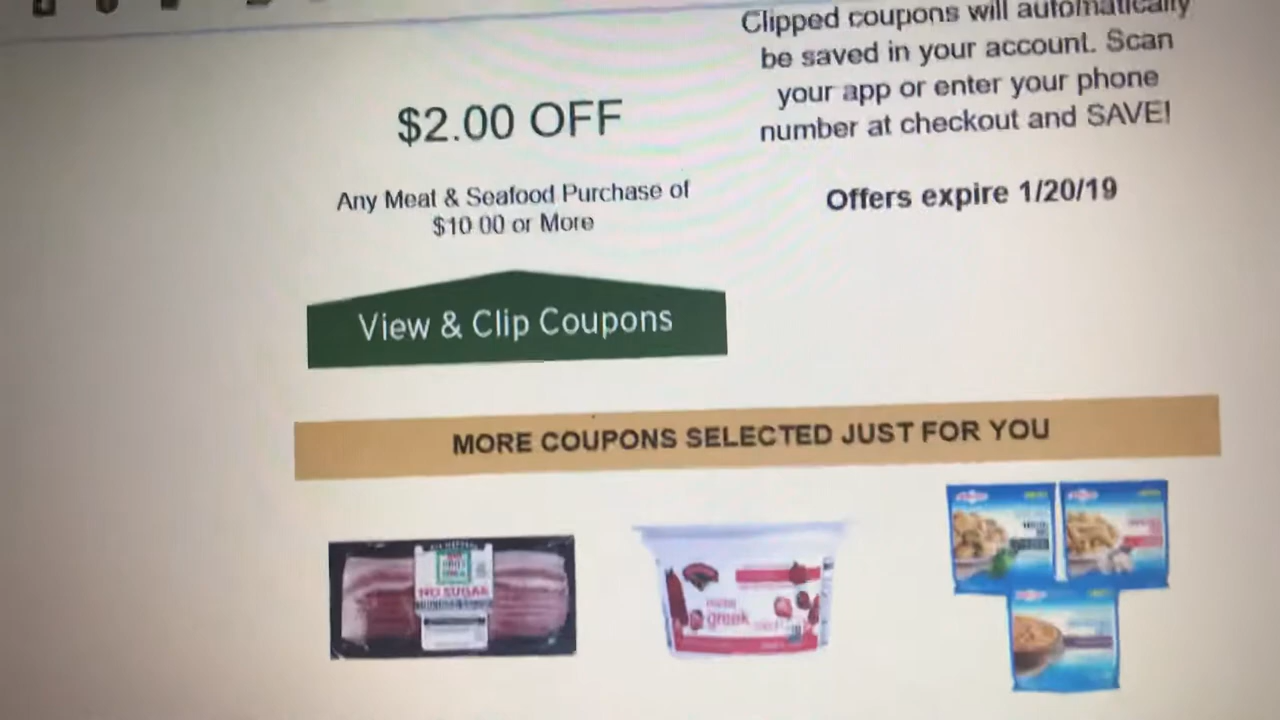 Clipped coupons will automatically
be saved in your account. Scan
your app or enter your phone
number at checkout and SAVE!
Offers expire 1/20/19
$2.00 OFF
Any Meat & Seafood Purchase of
$10 00 or More
View & Clip Coupons
MORE COUPONS SELECTED JUST FOR YOU
NO SUGAR
greek